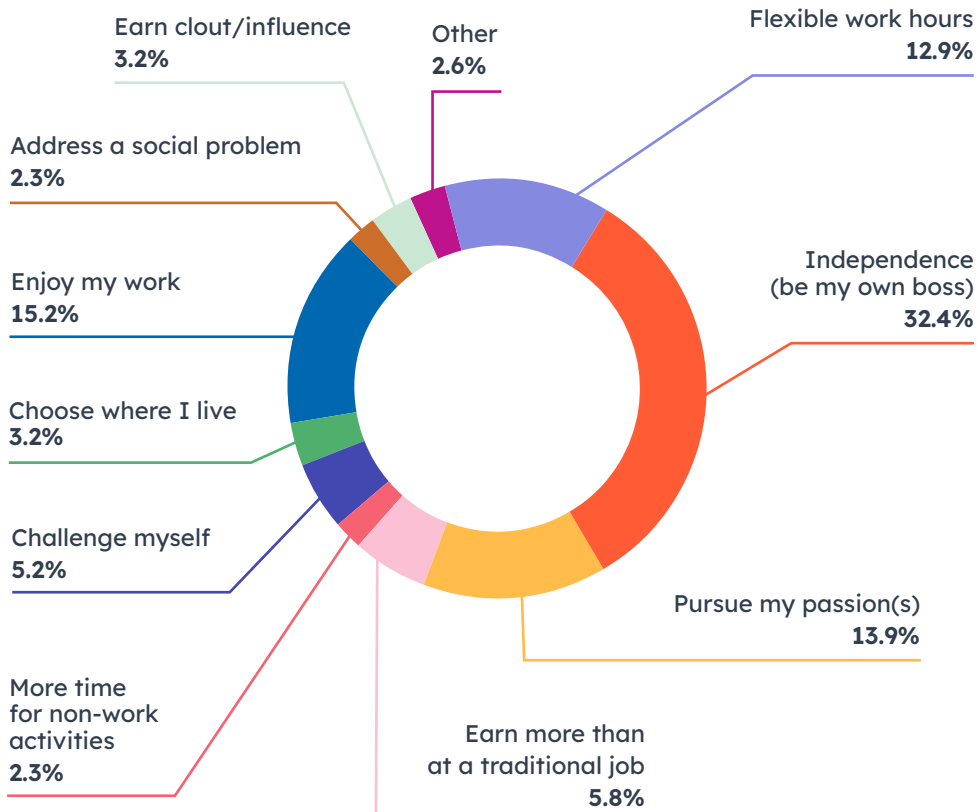 Earn clout/influence
3.2%
Other
2.6%
Flexible work hours
12.9%
Address a social problem
2.3%
Independence
(be my own boss)
32.4%
Enjoy my work
15.2%
Choose where I live
3.2%
Challenge myself
5.2%
Pursue my passion(s)
13.9%
More time
for non-work
activities
2.3%
Earn more than
at a traditional job
5.8%